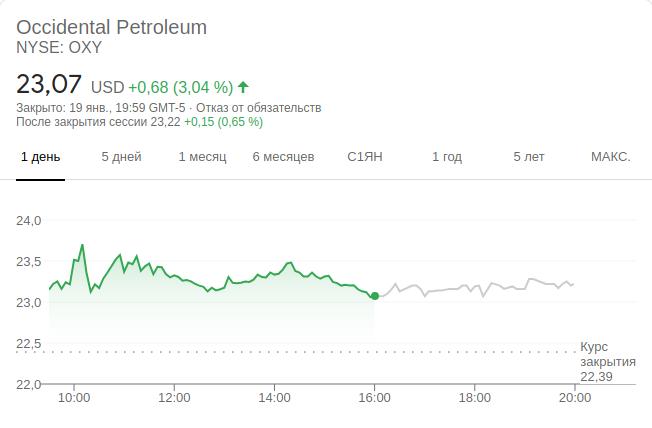 Occidental Petroleum
NYSE: OXY
23,07 USD +0,68 (3,04 %)
Закрыто: 19 янв., 19:59 GMT-5 · Отказ от обязательств
После закрытия сессии 23,22 +0,15 (0,65 %)
1 день 5 дней 1 месяц 6 месяцев С1ЯН 1 год 5 лет МАКС.
24,0
23,5
23,0
22,5
Курс
закрытия
22,39
22,0
10:00 12:00 14:00 16:00 18:00 20:00